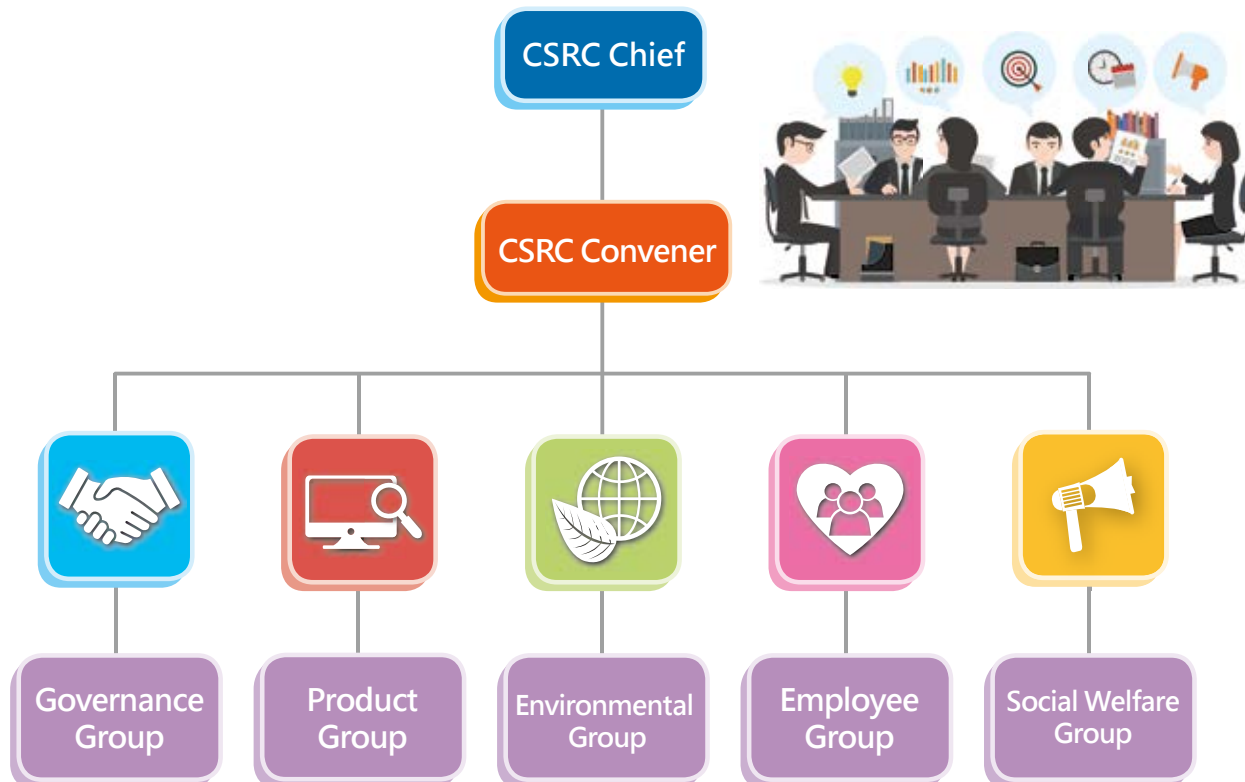 CSRC Chief
CSRC Convener
Governance
Group
Product
Group
Environmental
Group
Employee
Group
Social Welfare
Group